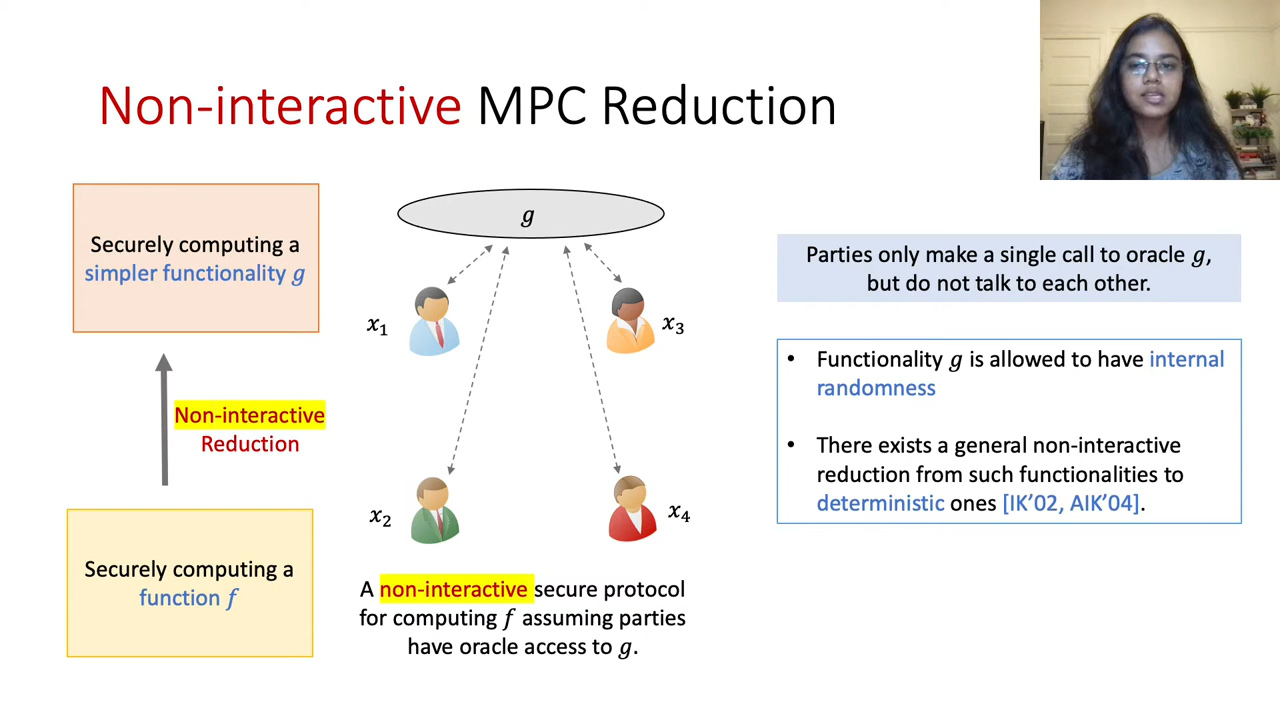 Non-interactive MPC Reduction
Securely computing a
simpler functionality g
Non-interactive
Reduction
Securely computing a
function f
g
x₁
x₃
x₂
x₄
A non-interactive secure protocol
for computing f assuming parties
have oracle access to g.
Parties only make a single call to oracle g,
but do not talk to each other.
• Functionality g is allowed to have internal
randomness
• There exists a general non-interactive
reduction from such functionalities to
deterministic ones [IK'02, AIK'04].